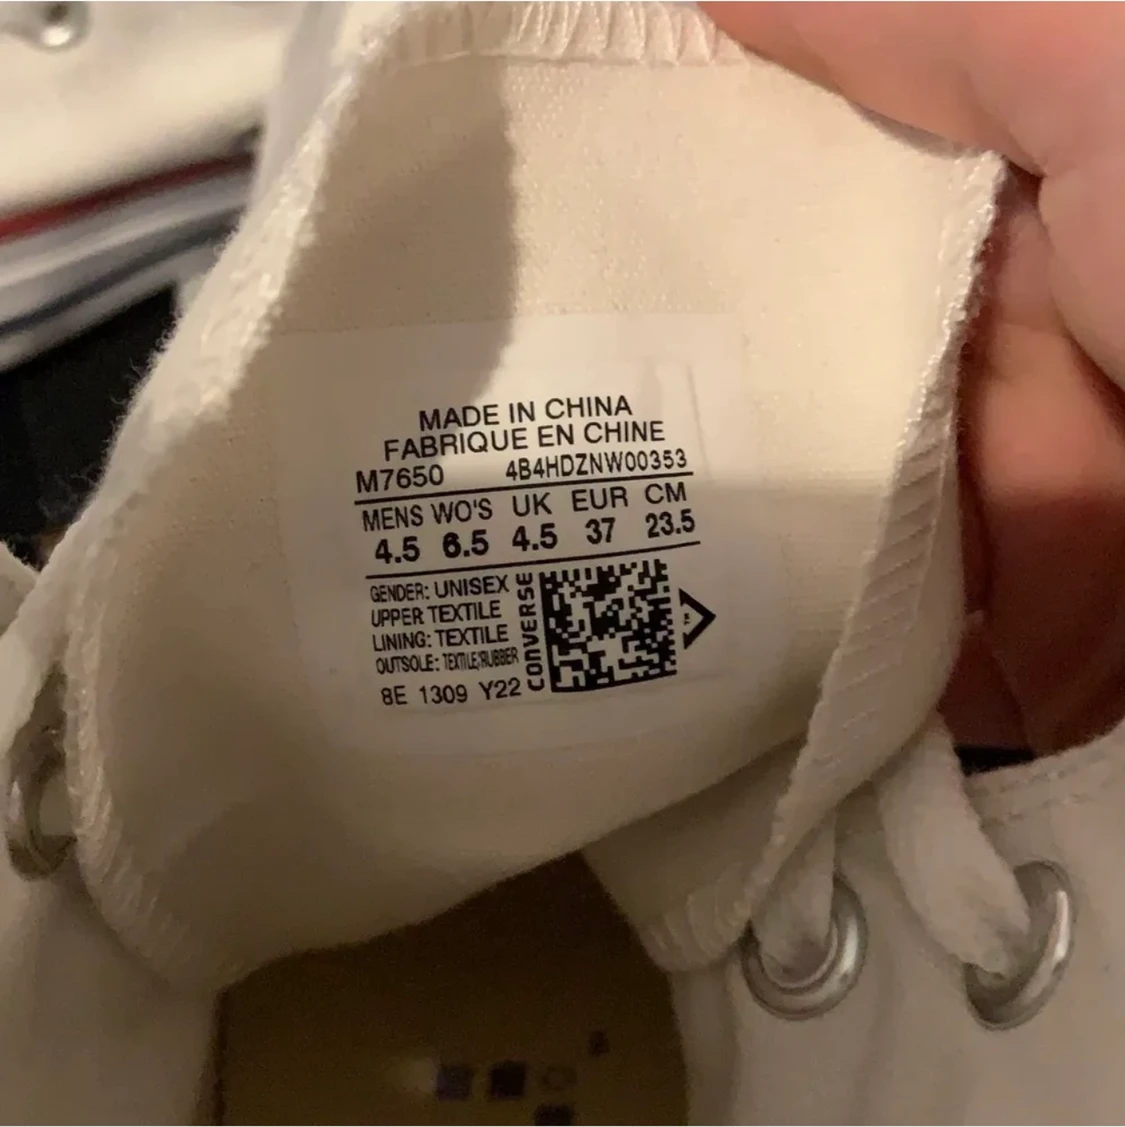 MADE IN CHINA
FABRIQUE EN CHINE
M7650 4B4HDZNW00353
MENS WO'S UK EUR CM
4.5 6.5 4.5 37 23.5
GENDER: UNISEX
UPPER TEXTILE
LINING: TEXTILE
OUTSOLE: TEXTILE/RUBBER
8E 1309 Y22
CONVERSE
TM